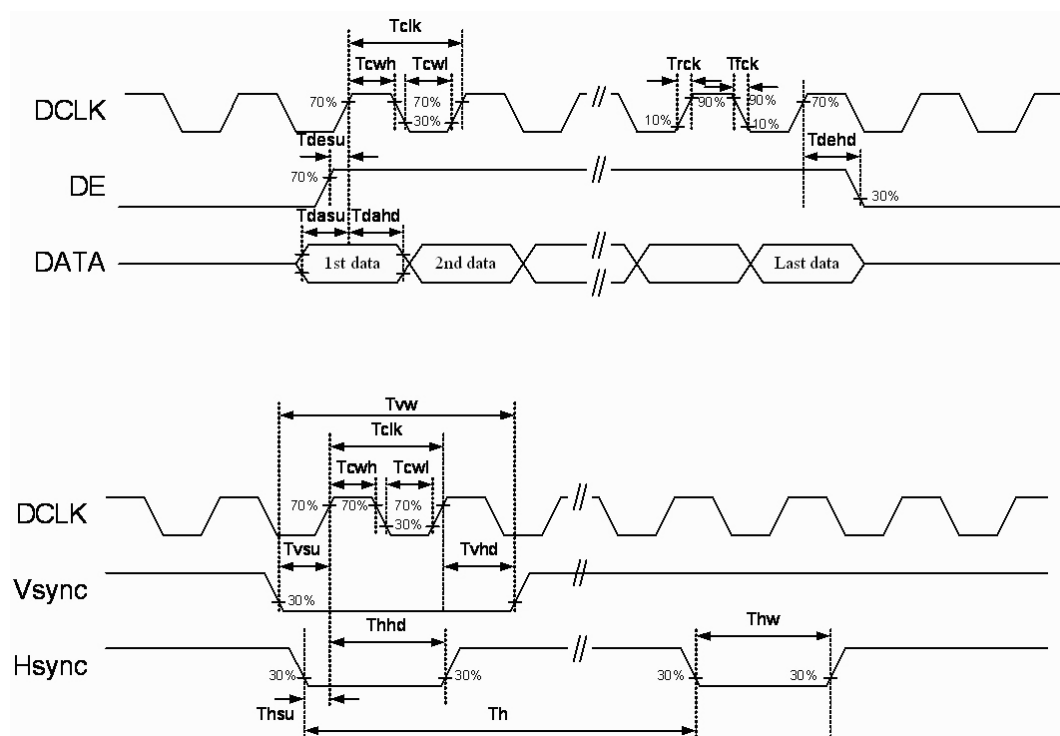 Tclk
Tcwh Tcwl Trck Tfck
DCLK 70% 70% 30% 10% 90% 90% 10% 70%
Tdesu Tdehd
DE 70% 30%
Tdasu Tdahd
DATA 1st data 2nd data Last data
Tvw
Tclk
Tcwh Tcwl
DCLK 70% 70% 70% 30%
Tvsu Tvhd
Vsync 30%
Thhd Thw
Hsync 30% 30% 30% 30%
Thsu Th